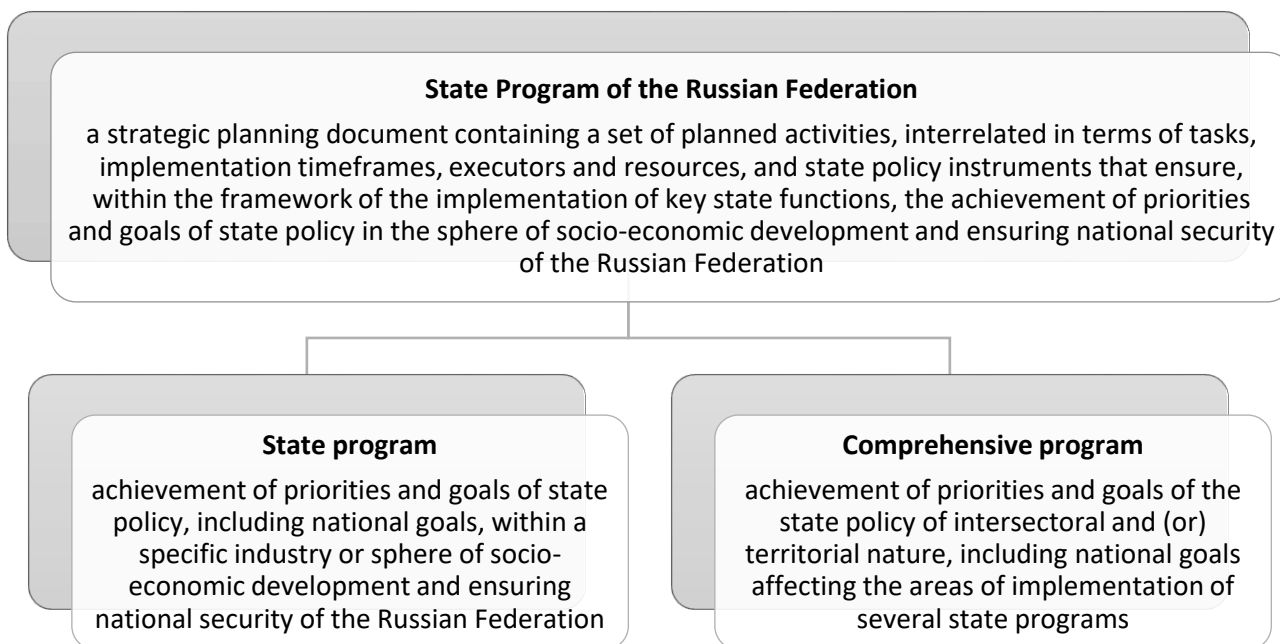 State Program of the Russian Federation
a strategic planning document containing a set of planned activities, interrelated in terms of tasks,
implementation timeframes, executors and resources, and state policy instruments that ensure,
within the framework of the implementation of key state functions, the achievement of priorities
and goals of state policy in the sphere of socio-economic development and ensuring national security
of the Russian Federation
State program
achievement of priorities and goals of state
policy, including national goals, within a
specific industry or sphere of socio-
economic development and ensuring
national security of the Russian Federation
Comprehensive program
achievement of priorities and goals of the
state policy of intersectoral and (or)
territorial nature, including national goals
affecting the areas of implementation of
several state programs